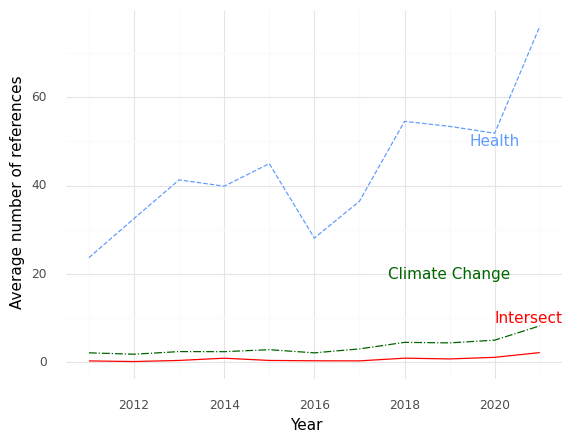 Average number of references
60
40
20
0
Health
Climate Change
Intersect
2012
2014
2016
2018
2020
Year